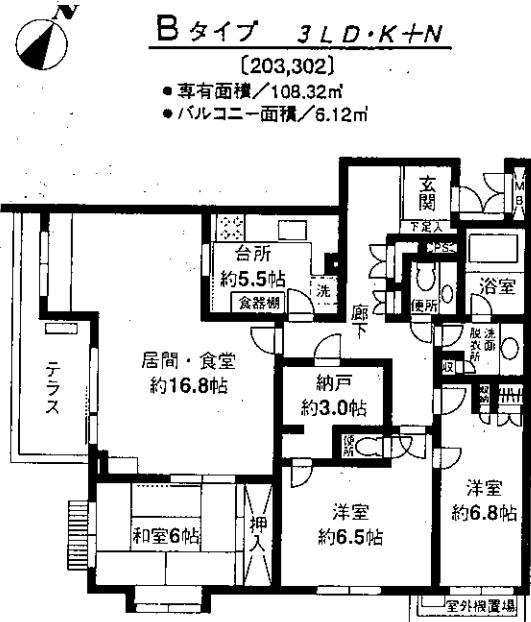 N
Bタイプ 3LD・K+N
〔203,302〕
●専有面積／108.32㎡
●バルコニー面積／6.12㎡
玄関
下足入
MB
PS
台所
約5.5帖
食器棚
洗
便所
浴室
廊下
洗面
脱衣所
収
テラス
居間・食堂
約16.8帖
納戸
約3.0帖
収納
便所
洋室
約6.8帖
和室6帖
押入
洋室
約6.5帖
室外機置場